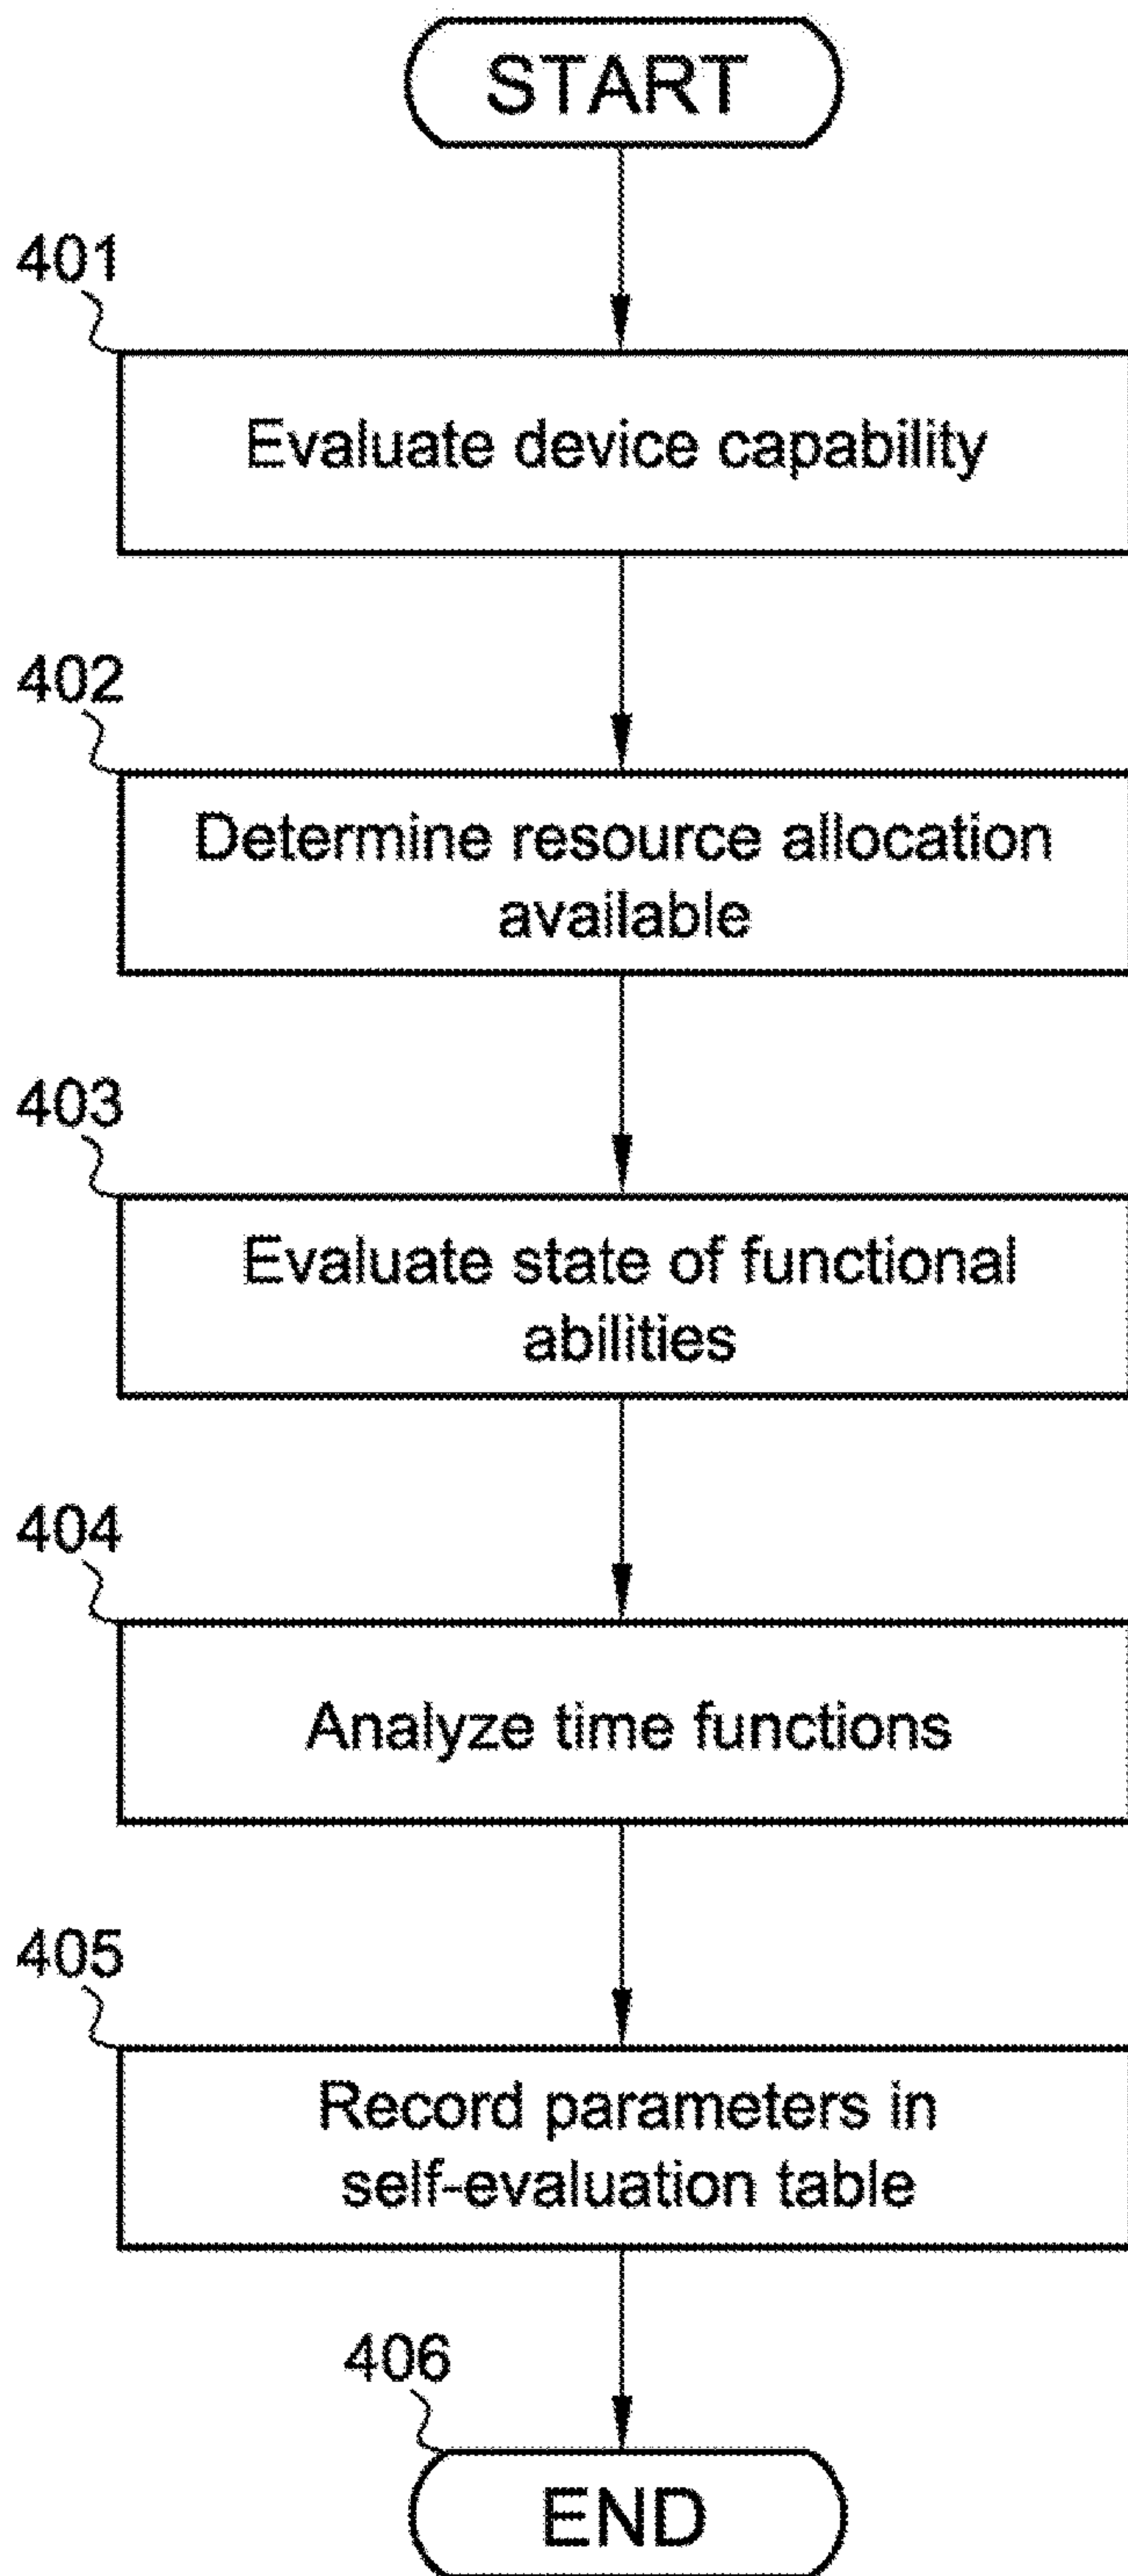 START
401
Evaluate device capability
402
Determine resource allocation
available
403
Evaluate state of functional
abilities
404
Analyze time functions
405
Record parameters in
self-evaluation table
406
END